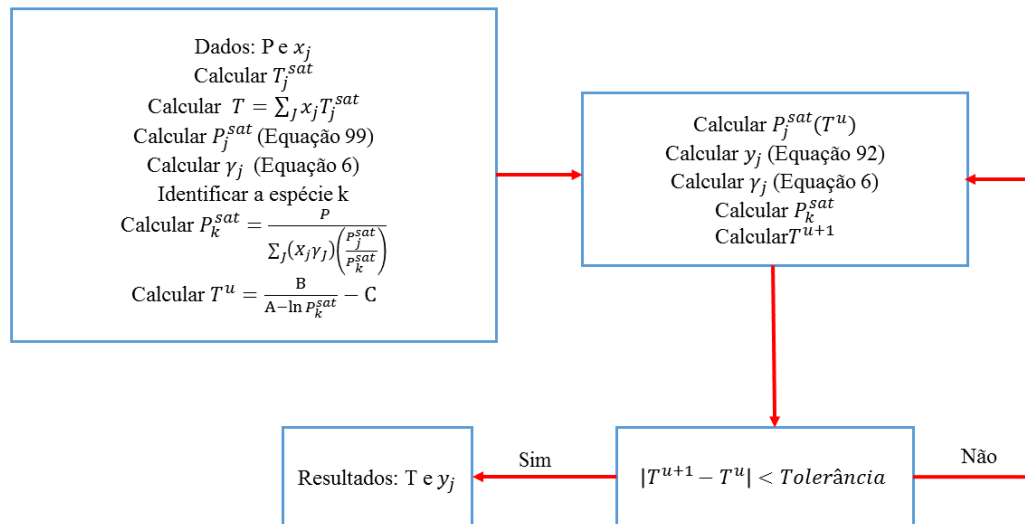 Dados: P e $x_j$
Calcular $T_j^{sat}$
Calcular $T = \sum_J x_j T_j^{sat}$
Calcular $P_j^{sat}$ (Equação 99)
Calcular $\gamma_j$ (Equação 6)
Identificar a espécie k
Calcular $P_k^{sat} = \frac{P}{\sum_J (X_j \gamma_J) \left( \frac{P_j^{sat}}{P_k^{sat}} \right)}$
Calcular $T^u = \frac{B}{A - \ln P_k^{sat}} - C$
Calcular $P_j^{sat}(T^u)$
Calcular $y_j$ (Equação 92)
Calcular $\gamma_j$ (Equação 6)
Calcular $P_k^{sat}$
Calcular$T^{u+1}$
$|T^{u+1} - T^u| < Tolerância$
Não
Sim
Resultados: T e $y_j$